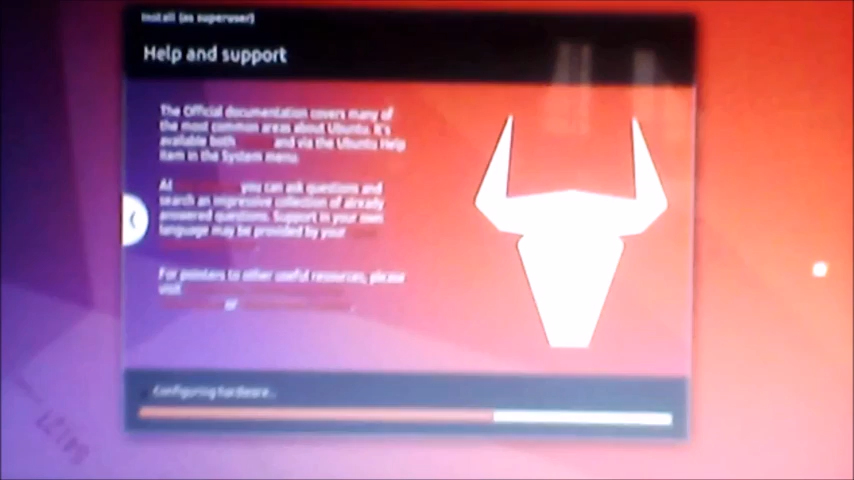 Install (as superuser)
Help and support
The Official documentation covers many of
the most common areas about Ubuntu. It's
available both and via the Ubuntu Help
item in the System menu.
At you can ask questions and
search an impressive collection of already
answered questions. Support in your own
language may be provided by your
For pointers to other useful resources, please
visit
or
Configuring hardware...